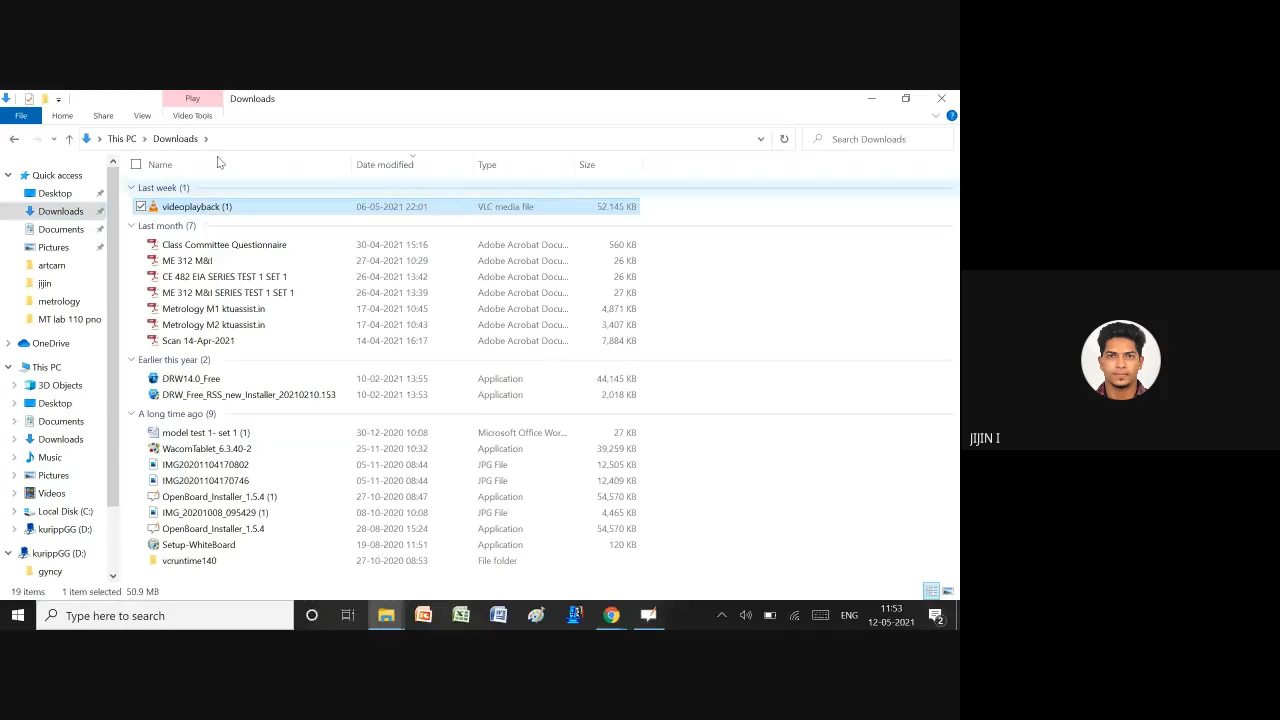 Play Downloads
File Home Share View Video Tools
This PC Downloads Search Downloads
Name Date modified Type Size
Last week (1)
videoplayback (1) 06-05-2021 22:01 VLC media file 52,145 KB
Last month (7)
Class Committee Questionnaire 30-04-2021 15:16 Adobe Acrobat Docu... 560 KB
ME 312 M&I 27-04-2021 10:29 Adobe Acrobat Docu... 26 KB
CE 482 EIA SERIES TEST 1 SET 1 26-04-2021 13:42 Adobe Acrobat Docu... 26 KB
ME 312 M&I SERIES TEST 1 SET 1 26-04-2021 13:39 Adobe Acrobat Docu... 27 KB
Metrology M1 ktuassist.in 17-04-2021 10:45 Adobe Acrobat Docu... 4,871 KB
Metrology M2 ktuassist.in 17-04-2021 10:43 Adobe Acrobat Docu... 3,407 KB
Scan 14-Apr-2021 14-04-2021 16:17 Adobe Acrobat Docu... 7,884 KB
Earlier this year (2)
DRW14.0_Free 10-02-2021 13:55 Application 44,145 KB
DRW_Free_RSS_new_Installer_20210210.153 10-02-2021 13:53 Application 2,018 KB
A long time ago (9)
model test 1- set 1 (1) 30-12-2020 10:08 Microsoft Office Wor... 27 KB
WacomTablet_6.3.40-2 25-11-2020 10:32 Application 39,259 KB
IMG20201104170802 05-11-2020 08:44 JPG File 12,505 KB
IMG20201104170746 05-11-2020 08:44 JPG File 12,409 KB
OpenBoard_Installer_1.5.4 (1) 27-10-2020 08:47 Application 54,570 KB
IMG_20201008_095429 (1) 08-10-2020 10:08 JPG File 4,465 KB
OpenBoard_Installer_1.5.4 28-08-2020 15:24 Application 54,570 KB
Setup-WhiteBoard 19-08-2020 11:51 Application 120 KB
vcruntime140 27-10-2020 08:53 File folder
Quick access
Desktop
Downloads
Documents
Pictures
artcam
jijin
metrology
MT lab 110 pno
OneDrive
This PC
3D Objects
Desktop
Documents
Downloads
Music
Pictures
Videos
Local Disk (C:)
kurippGG (D:)
kurippGG (D:)
gyncy
19 items 1 item selected 50.9 MB
Type here to search
ENG
11:53
12-05-2021
2
JIJIN I